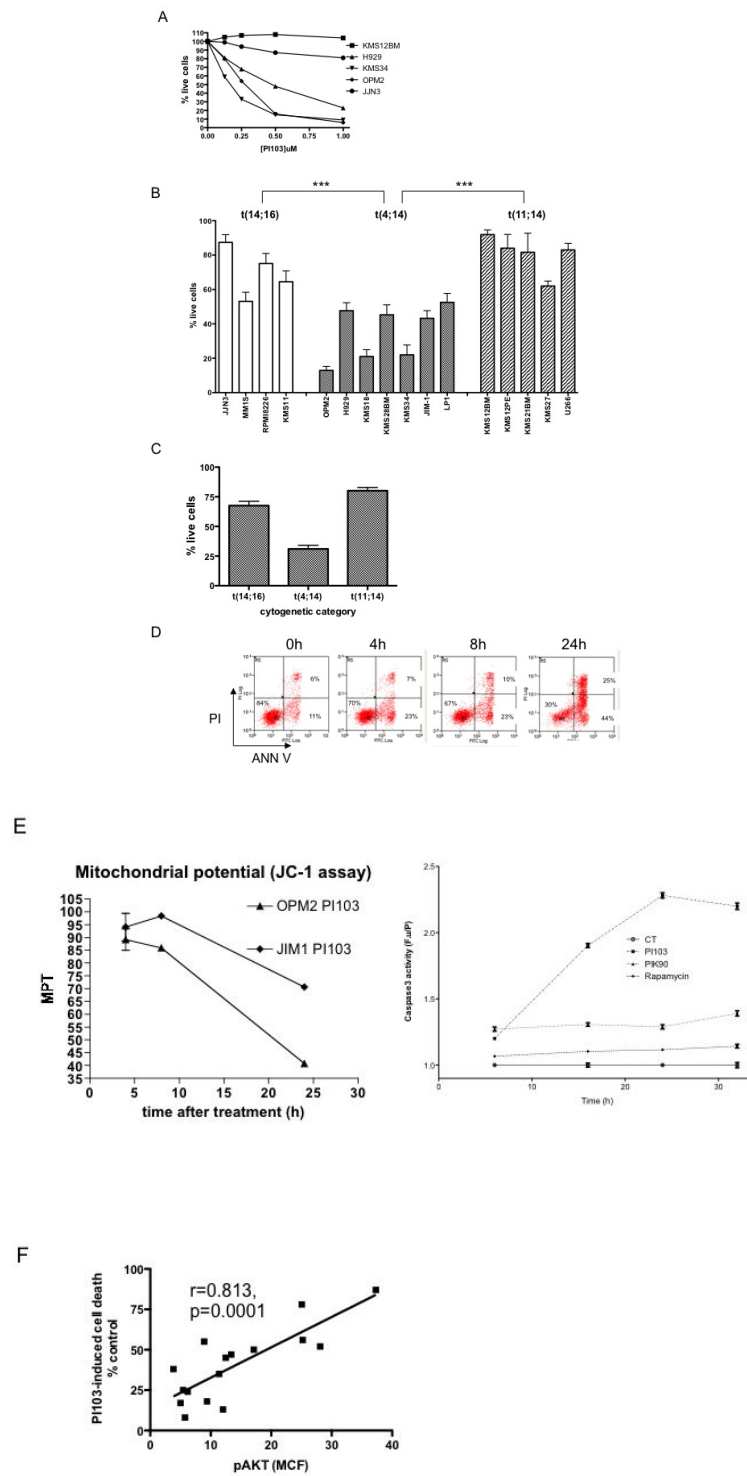 A
110
100
90
80
70
60
50
40
30
20
10
0
% live cells
0.00 0.25 0.50 0.75 1.00
[PI103]uM
KMS12BM
H929
KMS34
OPM2
JJN3
B
*** ***
t(14;16) t(4;14) t(11;14)
100
80
60
40
20
0
% live cells
JJN3 MM1S RPMI8226 KMS11 OPM2 H929 KMS18 KMS28BM KMS34 JIM-1 LP1 KMS12BM KMS12PE KMS21BM KMS27 U266
C
100
75
50
25
0
% live cells
t(14;16) t(4;14) t(11;14)
cytogenetic category
D
0h 4h 8h 24h
6% 7% 10% 25%
84% 70% 67% 30%
11% 23% 23% 44%
PI
ANN V
FITC Log FITC Log FITC Log
E
Mitochondrial potential (JC-1 assay)
105
100
95
90
85
80
75
70
65
60
55
50
45
40
35
MPT
0 5 10 15 20 25 30
time after treatment (h)
OPM2 PI103
JIM1 PI103
2.5
2.0
1.5
1.0
Caspase3 activity (F.u/P)
CT
PI103
PIK90
Rapamycin
10 20 30
Time (h)
F
100
75
50
25
0
PI103-induced cell death
% control
r=0.813,
p=0.0001
0 10 20 30 40
pAKT (MCF)